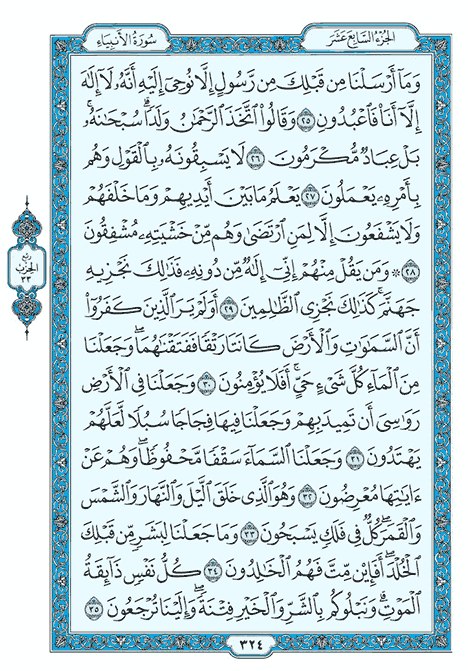 سُورَةُ الأَنبِيَاءِ
الجُزْءُ السَّابِعُ عَشَرَ
وَمَآ أَرۡسَلۡنَا مِن قَبۡلِكَ مِن رَّسُولٍ إِلَّا نُوحِيٓ إِلَيۡهِ أَنَّهُۥ لَآ إِلَٰهَ
إِلَّآ أَنَا۠ فَٱعۡبُدُونِ ٢٥ وَقَالُواْ ٱتَّخَذَ ٱلرَّحۡمَٰنُ وَلَدٗاۗ سُبۡحَٰنَهُۥۚ
بَلۡ عِبَادٞ مُّكۡرَمُونَ ٢٦ لَا يَسۡبِقُونَهُۥ بِٱلۡقَوۡلِ وَهُم
بِأَمۡرِهِۦ يَعۡمَلُونَ ٢٧ يَعۡلَمُ مَا بَيۡنَ أَيۡدِيهِمۡ وَمَا خَلۡفَهُمۡ
وَلَا يَشۡفَعُونَ إِلَّا لِمَنِ ٱرۡتَضَىٰ وَهُم مِّنۡ خَشۡيَتِهِۦ مُشۡفِقُونَ
٢٨ ۞ وَمَن يَقُلۡ مِنۡهُمۡ إِنِّيٓ إِلَٰهٞ مِّن دُونِهِۦ فَذَٰلِكَ نَجۡزِيهِ
جَهَنَّمَۚ كَذَٰلِكَ نَجۡزِي ٱلظَّٰلِمِينَ ٢٩ أَوَلَمۡ يَرَ ٱلَّذِينَ كَفَرُوٓاْ
أَنَّ ٱلسَّمَٰوَٰتِ وَٱلۡأَرۡضَ كَانَتَا رَتۡقٗا فَفَتَقۡنَٰهُمَاۖ وَجَعَلۡنَا
مِنَ ٱلۡمَآءِ كُلَّ شَيۡءٍ حَيٍّۚ أَفَلَا يُؤۡمِنُونَ ٣٠ وَجَعَلۡنَا فِي ٱلۡأَرۡضِ
رَوَٰسِيَ أَن تَمِيدَ بِهِمۡ وَجَعَلۡنَا فِيهَا فِجَاجٗا سُبُلٗا لَّعَلَّهُمۡ
يَهۡتَدُونَ ٣١ وَجَعَلۡنَا ٱلسَّمَآءَ سَقۡفٗا مَّحۡفُوظٗاۖ وَهُمۡ عَنۡ
ءَايَٰتِهَا مُعۡرِضُونَ ٣٢ وَهُوَ ٱلَّذِي خَلَقَ ٱلَّيۡلَ وَٱلنَّهَارَ وَٱلشَّمۡسَ
وَٱلۡقَمَرَۖ كُلّٞ فِي فَلَكٖ يَسۡبَحُونَ ٣٣ وَمَا جَعَلۡنَا لِبَشَرٖ مِّن قَبۡلِكَ
ٱلۡخُلۡدَۖ أَفَإِيْن مِّتَّ فَهُمُ ٱلۡخَٰلِدُونَ ٣٤ كُلُّ نَفۡسٖ ذَآئِقَةُ
ٱلۡمَوۡتِۗ وَنَبۡلُوكُم بِٱلشَّرِّ وَٱلۡخَيۡرِ فِتۡنَةٗۖ وَإِلَيۡنَا تُرۡجَعُونَ ٣٥
ربع
الحزب
٣٣
٣٢٤